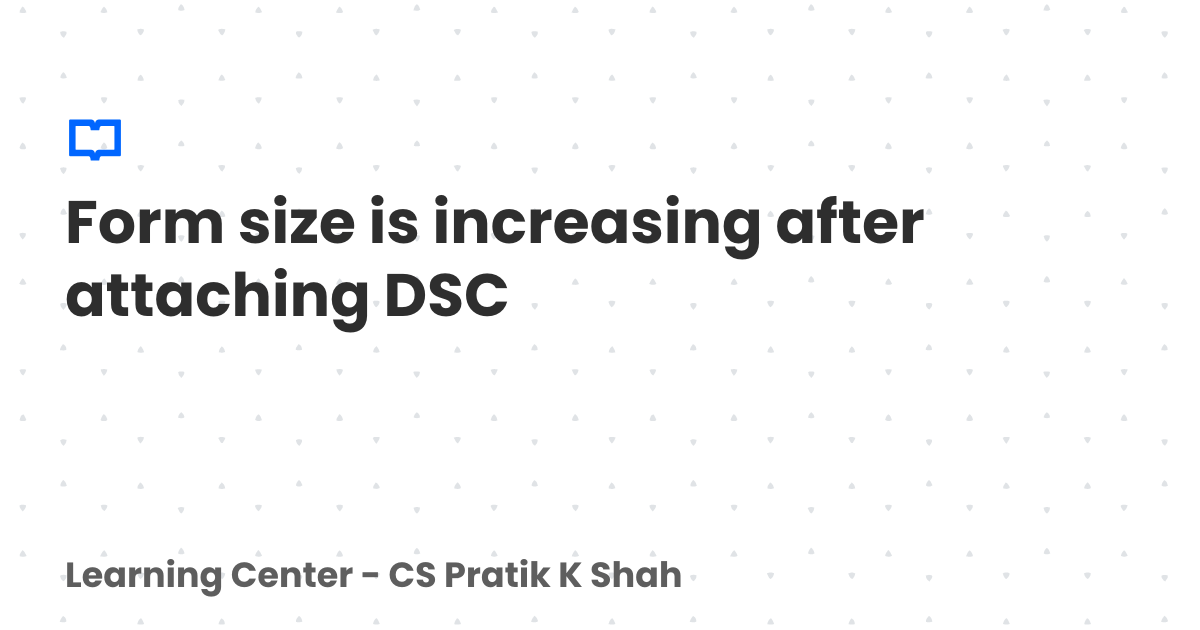 Form size is increasing after
attaching DSC
Learning Center - CS Pratik K Shah